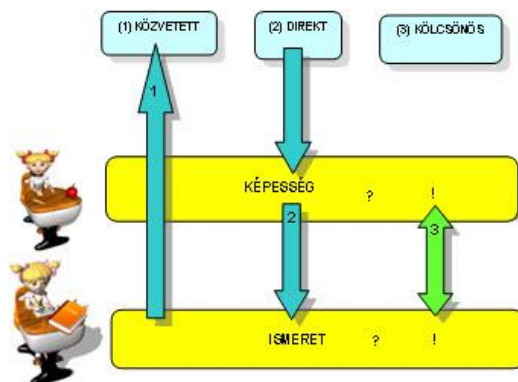 (1) KÖZVETETT
(2) DIREKT
(3) KÖLCSÖNÖS
1
KÉPESSÉG ? !
2
3
ISMERET ? !